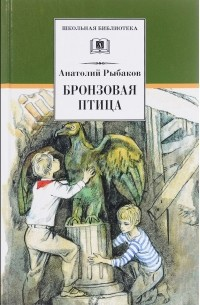 ШКОЛЬНАЯ БИБЛИОТЕКА
Анатолий Рыбаков
БРОНЗОВАЯ
ПТИЦА